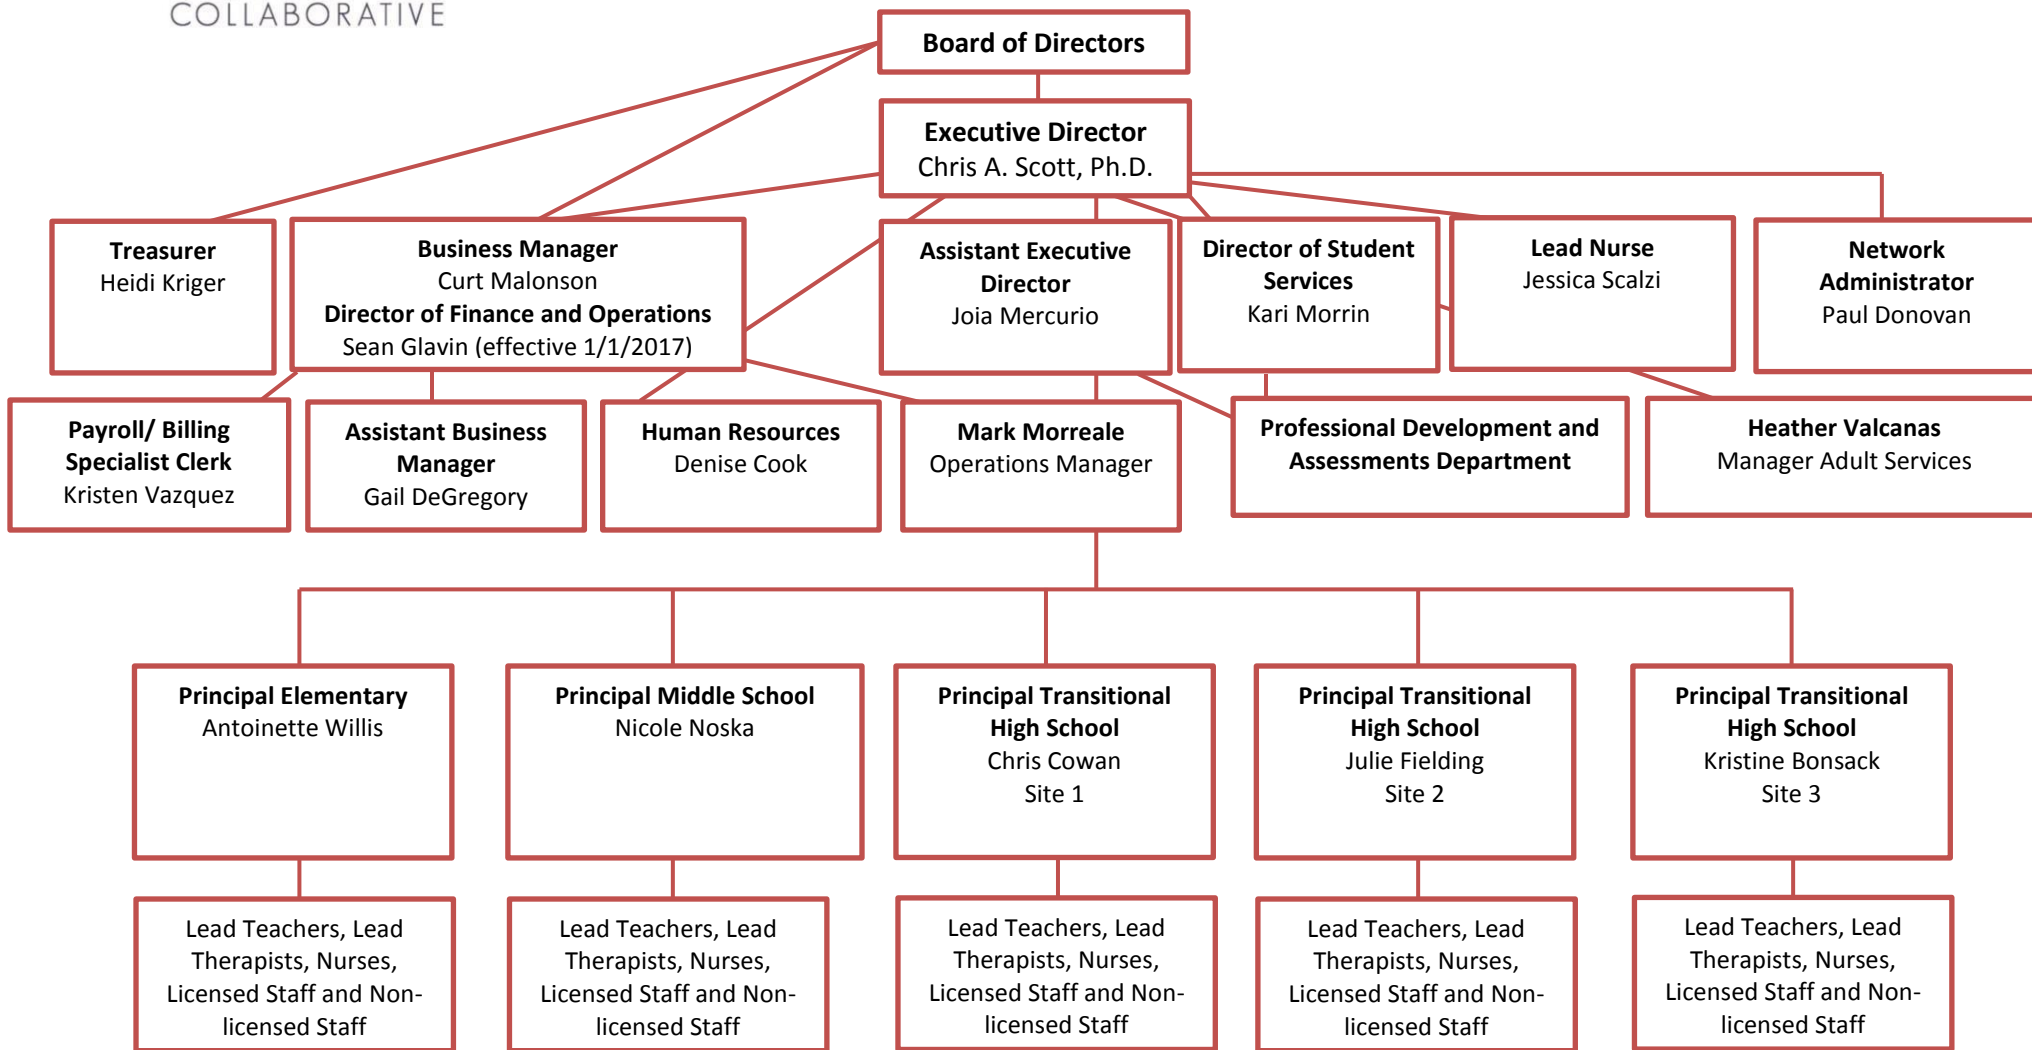 COLLABORATIVE
Board of Directors
Executive Director
Chris A. Scott, Ph.D.
Treasurer
Heidi Kriger
Business Manager
Curt Malonson
Director of Finance and Operations
Sean Glavin (effective 1/1/2017)
Assistant Executive
Director
Joia Mercurio
Director of Student
Services
Kari Morrin
Lead Nurse
Jessica Scalzi
Network
Administrator
Paul Donovan
Payroll/ Billing
Specialist Clerk
Kristen Vazquez
Assistant Business
Manager
Gail DeGregory
Human Resources
Denise Cook
Mark Morreale
Operations Manager
Professional Development and
Assessments Department
Heather Valcanas
Manager Adult Services
Principal Elementary
Antoinette Willis
Principal Middle School
Nicole Noska
Principal Transitional
High School
Chris Cowan
Site 1
Principal Transitional
High School
Julie Fielding
Site 2
Principal Transitional
High School
Kristine Bonsack
Site 3
Lead Teachers, Lead
Therapists, Nurses,
Licensed Staff and Non-
licensed Staff
Lead Teachers, Lead
Therapists, Nurses,
Licensed Staff and Non-
licensed Staff
Lead Teachers, Lead
Therapists, Nurses,
Licensed Staff and Non-
licensed Staff
Lead Teachers, Lead
Therapists, Nurses,
Licensed Staff and Non-
licensed Staff
Lead Teachers, Lead
Therapists, Nurses,
Licensed Staff and Non-
licensed Staff